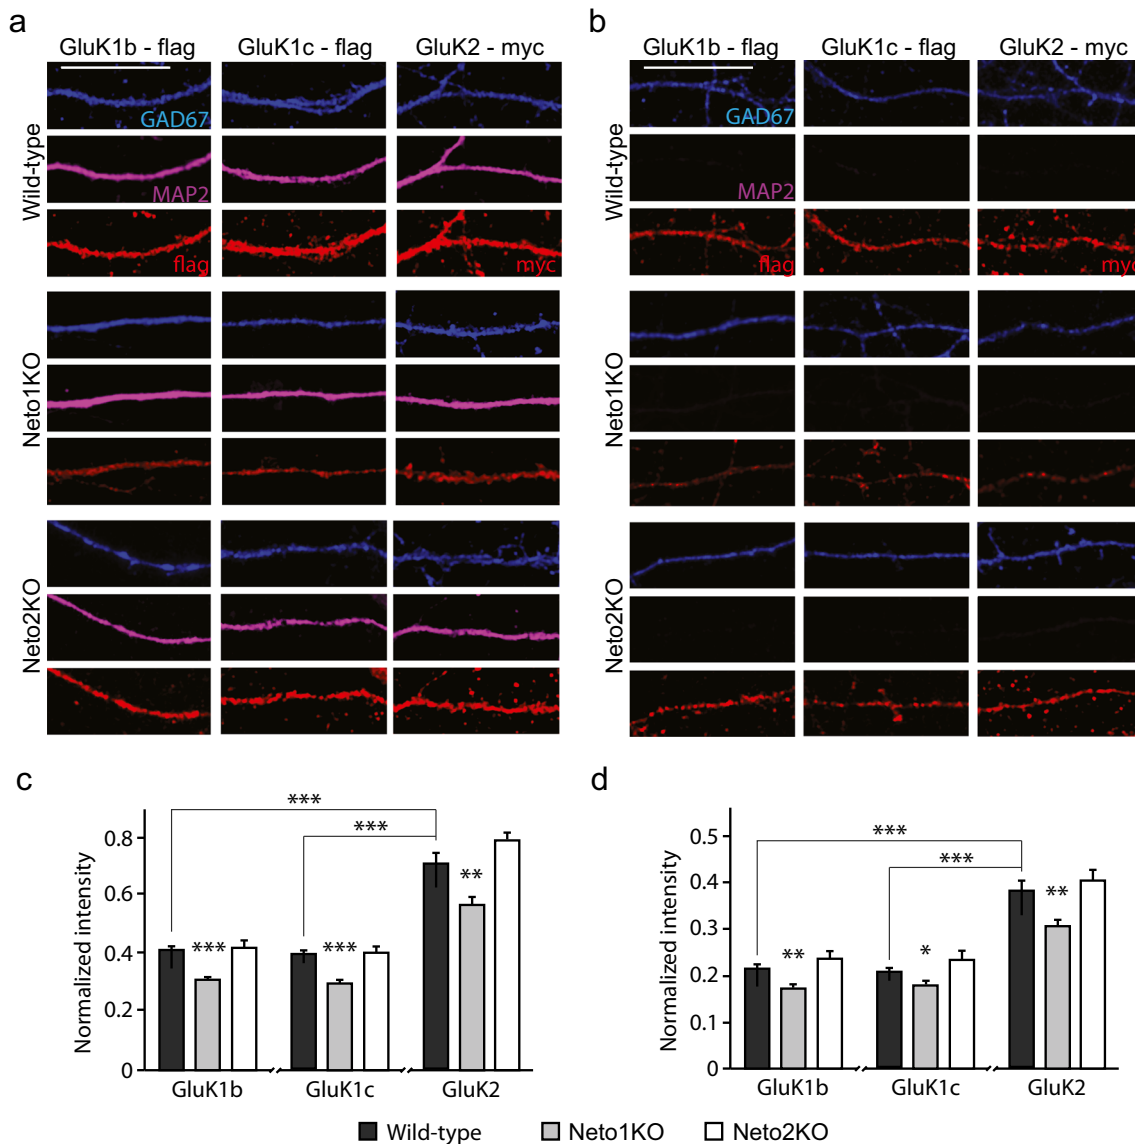 a
GluK1b - flag
GluK1c - flag
GluK2 - myc
Wild-type
GAD67
MAP2
flag
myc
Neto1KO
Neto2KO
b
GluK1b - flag
GluK1c - flag
GluK2 - myc
Wild-type
GAD67
MAP2
flag
myc
Neto1KO
Neto2KO
c
Normalized intensity
0.8
0.6
0.4
0.2
0
***
***
***
***
**
GluK1b
GluK1c
GluK2
d
Normalized intensity
0.5
0.4
0.3
0.2
0.1
0
***
***
**
*
**
GluK1b
GluK1c
GluK2
Wild-type
Neto1KO
Neto2KO